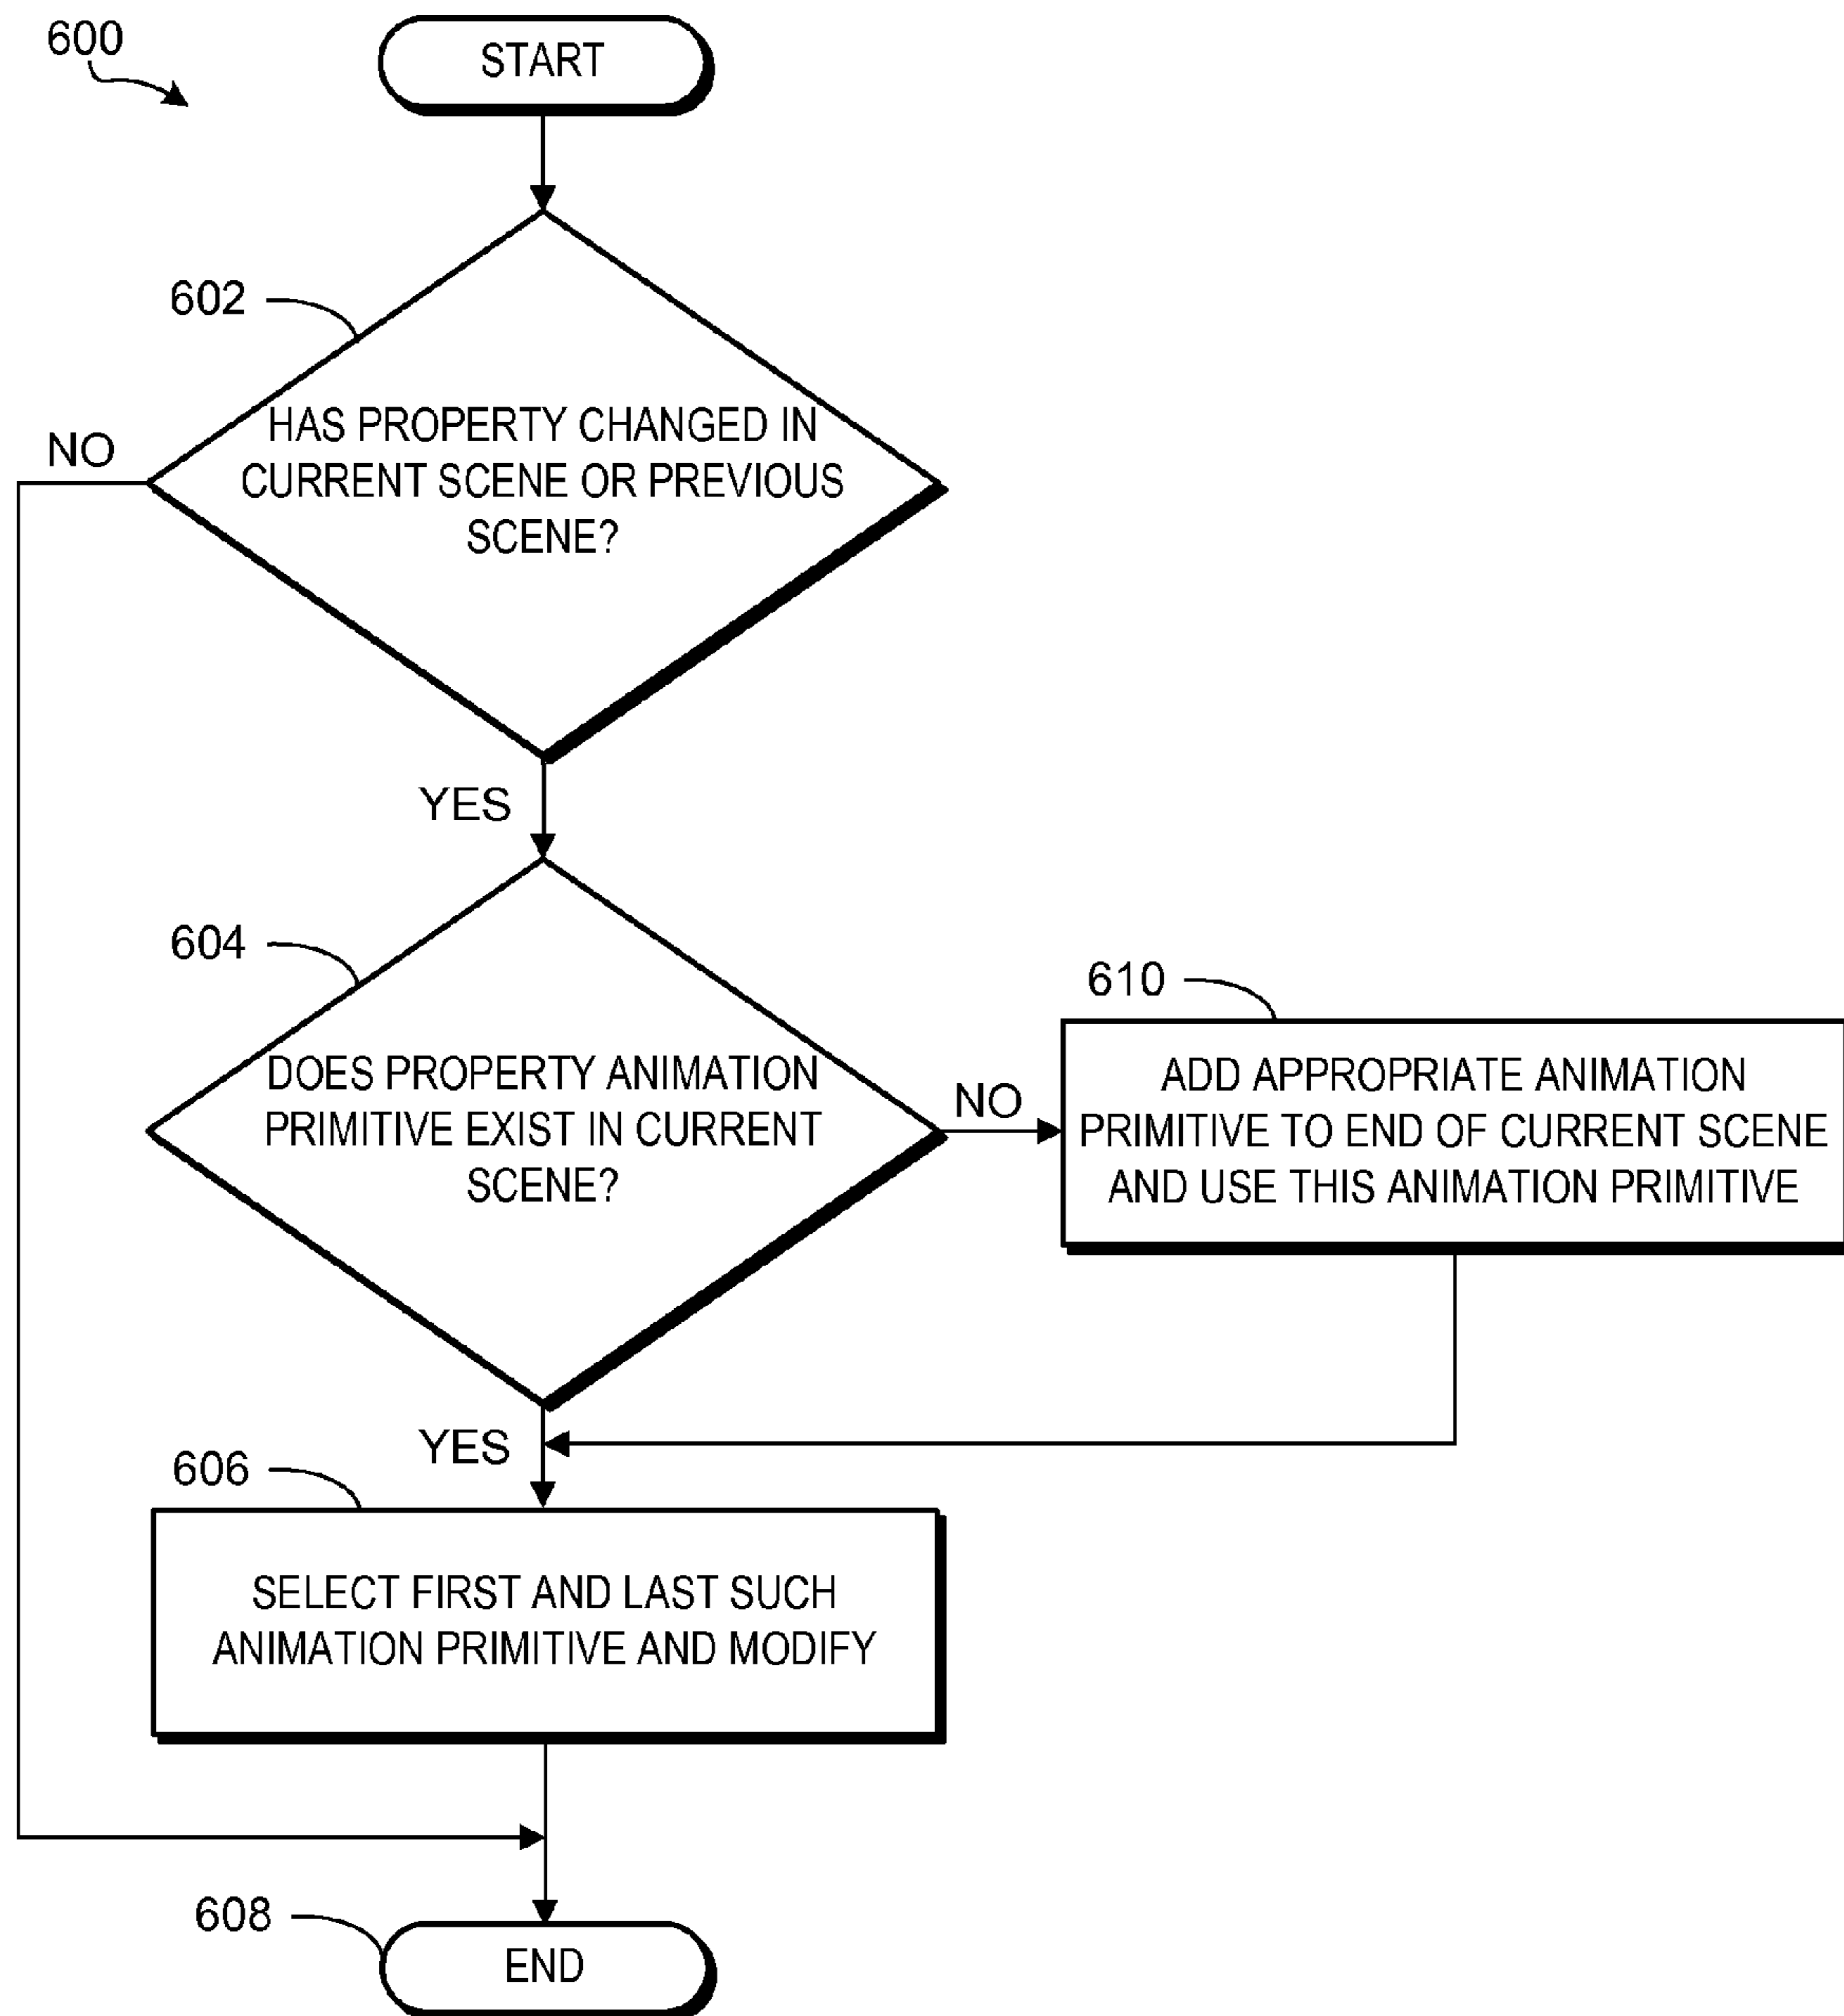 600
START
602
HAS PROPERTY CHANGED IN
CURRENT SCENE OR PREVIOUS
SCENE?
NO
YES
604
DOES PROPERTY ANIMATION
PRIMITIVE EXIST IN CURRENT
SCENE?
NO
610
ADD APPROPRIATE ANIMATION
PRIMITIVE TO END OF CURRENT SCENE
AND USE THIS ANIMATION PRIMITIVE
YES
606
SELECT FIRST AND LAST SUCH
ANIMATION PRIMITIVE AND MODIFY
608
END